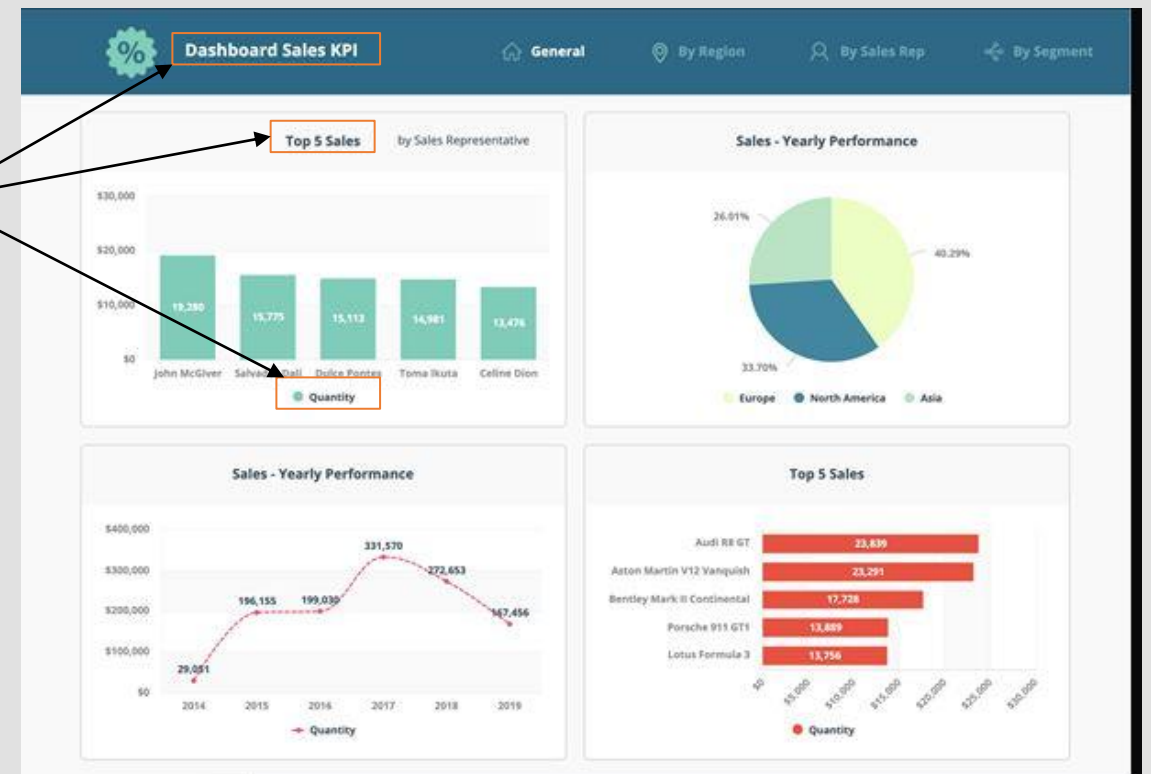 Dashboard Sales KPI
General
By Region
By Sales Rep
By Segment
Top 5 Sales by Sales Representative
$30,000
$20,000
$10,000
$0
19,280
15,775
15,113
14,981
13,476
John McGiver
Dulce Pontes
Toma Ikuta
Celine Dion
Quantity
Sales - Yearly Performance
26.01%
40.29%
33.70%
Europe
North America
Asia
Sales - Yearly Performance
$400,000
$300,000
$200,000
$100,000
$0
29,051
196,155
199,030
331,570
272,653
167,456
2014
2015
2016
2017
2018
2019
Quantity
Top 5 Sales
Audi R8 GT
23,839
Aston Martin V12 Vanquish
23,291
Bentley Mark II Continental
17,728
Porsche 911 GT1
13,889
Lotus Formula 3
13,756
$0
$5,000
$10,000
$15,000
$20,000
$25,000
$30,000
Quantity